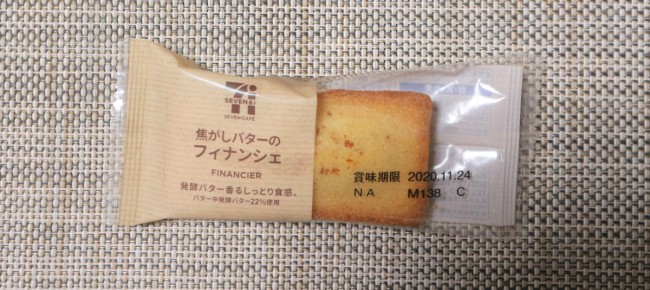 SEVEN&i
SEVEN CAFÉ
焦がしバターの
フィナンシェ
FINANCIER
発酵バター香るしっとり食感。
バター中発酵バター22%使用
賞味期限 2020.11.24
NA M138 C